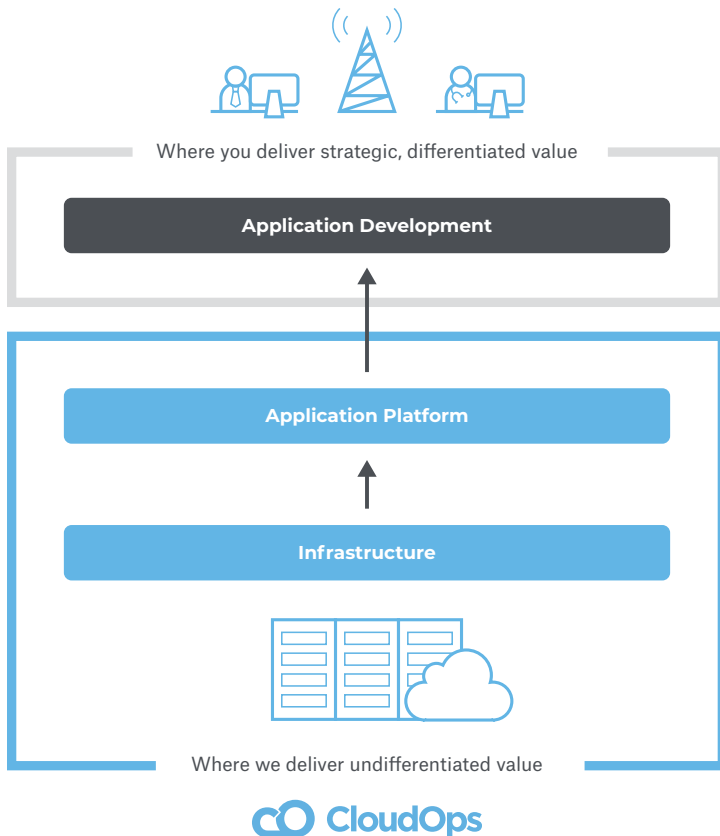 Where you deliver strategic, differentiated value
Application Development
Application Platform
Infrastructure
Where we deliver undifferentiated value
CloudOps